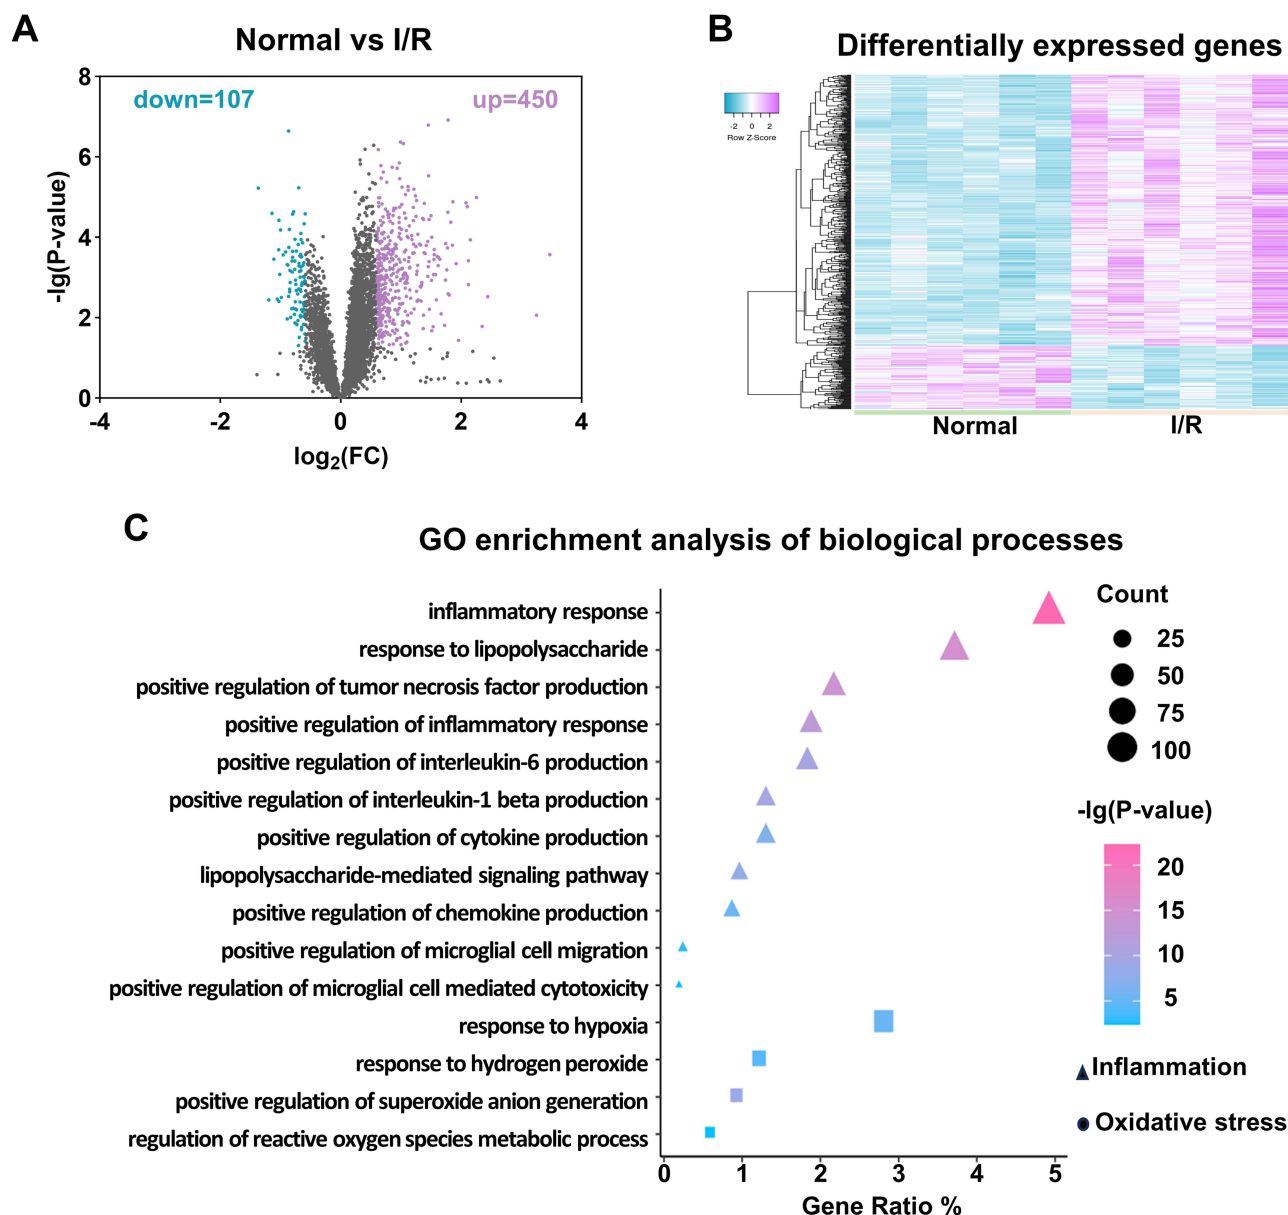 A
Normal vs I/R
down=107
up=450
8
6
4
2
0
-4
-2
0
2
4
-lg(P-value)
log2(FC)
B
Differentially expressed genes
-2 0 2
Row Z-Score
Normal
I/R
C
GO enrichment analysis of biological processes
inflammatory response
response to lipopolysaccharide
positive regulation of tumor necrosis factor production
positive regulation of inflammatory response
positive regulation of interleukin-6 production
positive regulation of interleukin-1 beta production
positive regulation of cytokine production
lipopolysaccharide-mediated signaling pathway
positive regulation of chemokine production
positive regulation of microglial cell migration
positive regulation of microglial cell mediated cytotoxicity
response to hypoxia
response to hydrogen peroxide
positive regulation of superoxide anion generation
regulation of reactive oxygen species metabolic process
0 1 2 3 4 5
Gene Ratio %
Count
25
50
75
100
-lg(P-value)
20
15
10
5
Inflammation
Oxidative stress